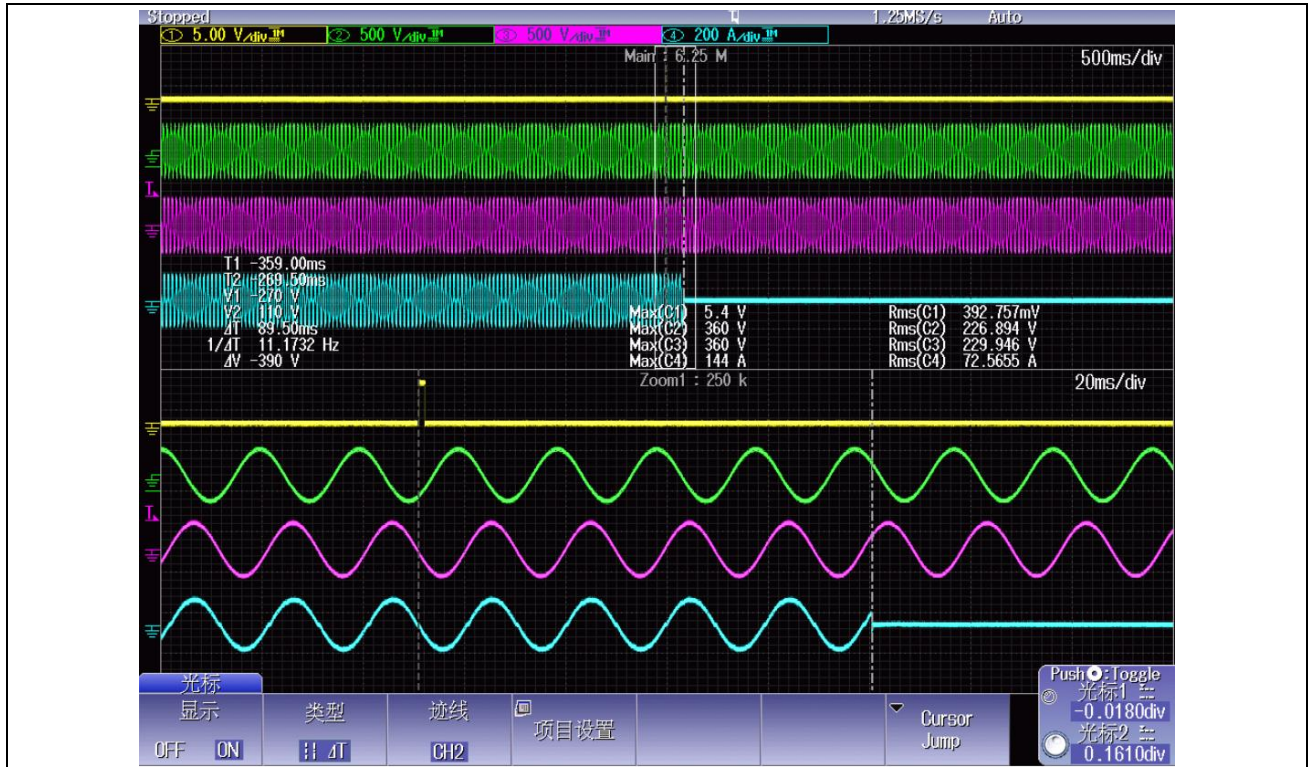 Stopped 1.25MS/s Auto
① 5.00 V/div 1M ② 500 V/div 1M ③ 500 V/div 1M ④ 200 A/div 1M
Main : 6.25 M 500ms/div
T1 -359.00ms
T2 -269.50ms
V1 -270 V
V2 110 V
ΔT 89.50ms
1/ΔT 11.1732 Hz
ΔV -390 V
Max(C1) 5.4 V
Max(C2) 360 V
Max(C3) 360 V
Max(C4) 144 A
Rms(C1) 392.757mV
Rms(C2) 226.894 V
Rms(C3) 229.946 V
Rms(C4) 72.5655 A
Zoom1 : 250 k 20ms/div
光标
显示
OFF ON
类型
ΔT
迹线
CH2
项目设置
Cursor
Jump
Push :Toggle
光标1
-0.0180div
光标2
0.1610div